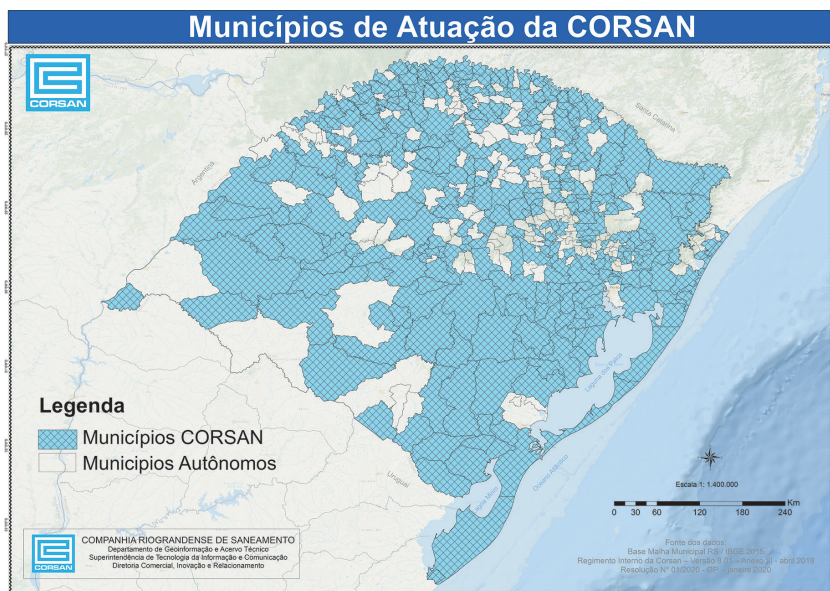 Municípios de Atuação da CORSAN
CORSAN
Santa Catarina
Argentina
Lagoa dos Patos
Legenda
Municípios CORSAN
Municipios Autônomos
Uruguai
Lagoa Mirim
Oceano Atlântico
Escala 1: 1.400.000
Km
0 30 60 120 180 240
CORSAN
COMPANHIA RIOGRANDENSE DE SANEAMENTO
Departamento de Geoinformação e Acervo Técnico
Superintendência de Tecnologia da Informação e Comunicação
Diretoria Comercial, Inovação e Relacionamento
Fonte dos dados:
Base Malha Municipal RS / IBGE 2015
Regimento Interno da Corsan – Versão 9.01 – Anexo III - abril 2018
Resolução N° 01/2020 - GP – janeiro 2020